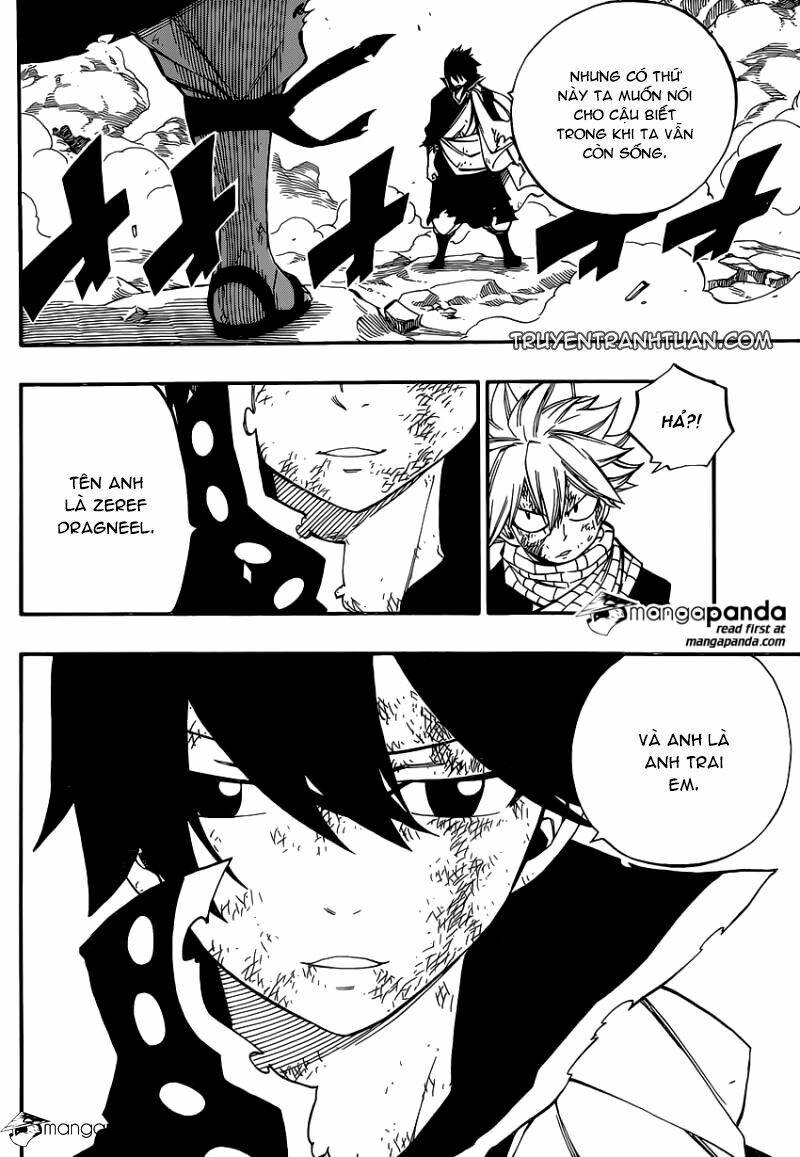 NHƯNG CÓ THỨ
NÀY TA MUỐN NÓI
CHO CẬU BIẾT
TRONG KHI TA VẪN
CÒN SỐNG.
TRUYENTRANHTUAN.COM
HẢ?!
TÊN ANH
LÀ ZEREF
DRAGNEEL.
mangapanda
read first at
mangapanda.com
VÀ ANH LÀ
ANH TRAI
EM.
manga